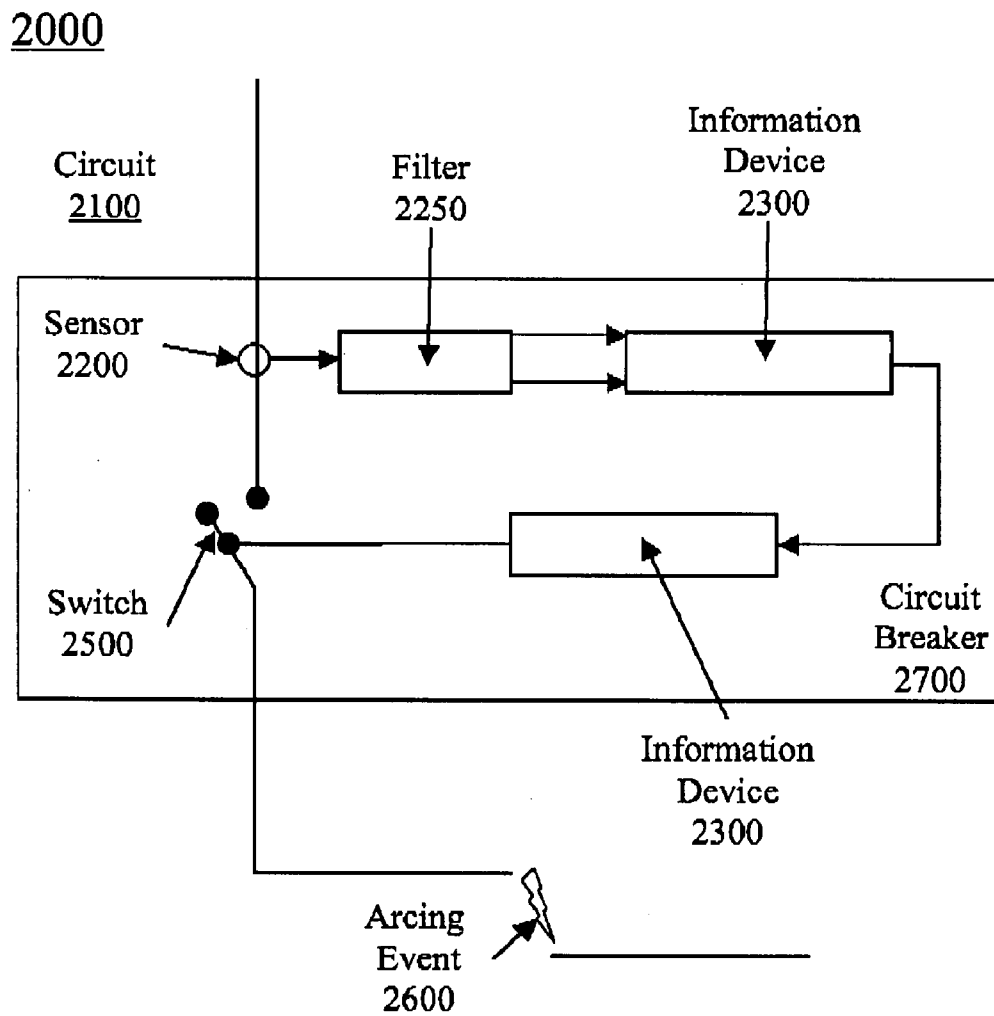 2000
Circuit
2100
Filter
2250
Information
Device
2300
Sensor
2200
Switch
2500
Circuit
Breaker
2700
Information
Device
2300
Arcing
Event
2600